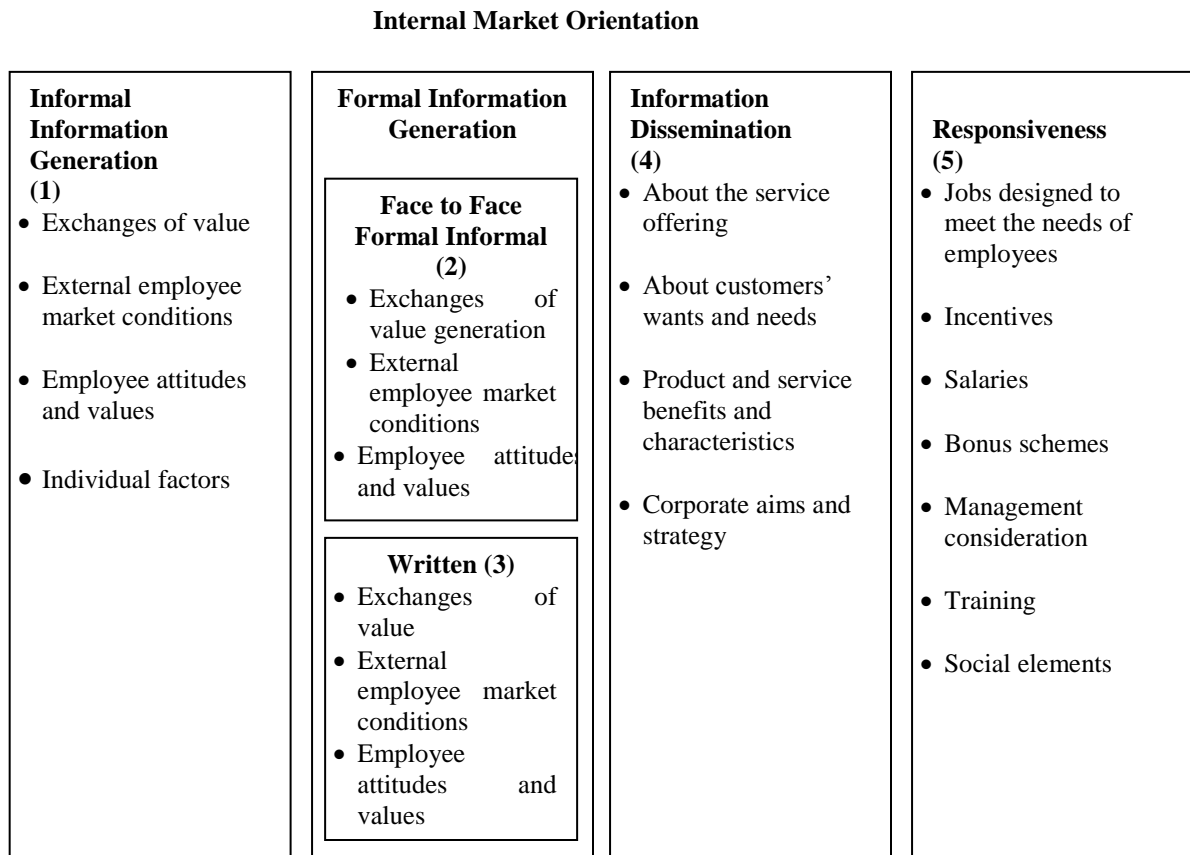 Internal Market Orientation
Informal
Information
Generation
(1)
• Exchanges of value
• External employee
market conditions
• Employee attitudes
and values
• Individual factors
Formal Information
Generation
Face to Face
Formal Informal
(2)
• Exchanges of
value generation
• External
employee market
conditions
• Employee attitudes
and values
Written (3)
• Exchanges of
value
• External
employee market
conditions
• Employee
attitudes and
values
Information
Dissemination
(4)
• About the service
offering
• About customers’
wants and needs
• Product and service
benefits and
characteristics
• Corporate aims and
strategy
Responsiveness
(5)
• Jobs designed to
meet the needs of
employees
• Incentives
• Salaries
• Bonus schemes
• Management
consideration
• Training
• Social elements